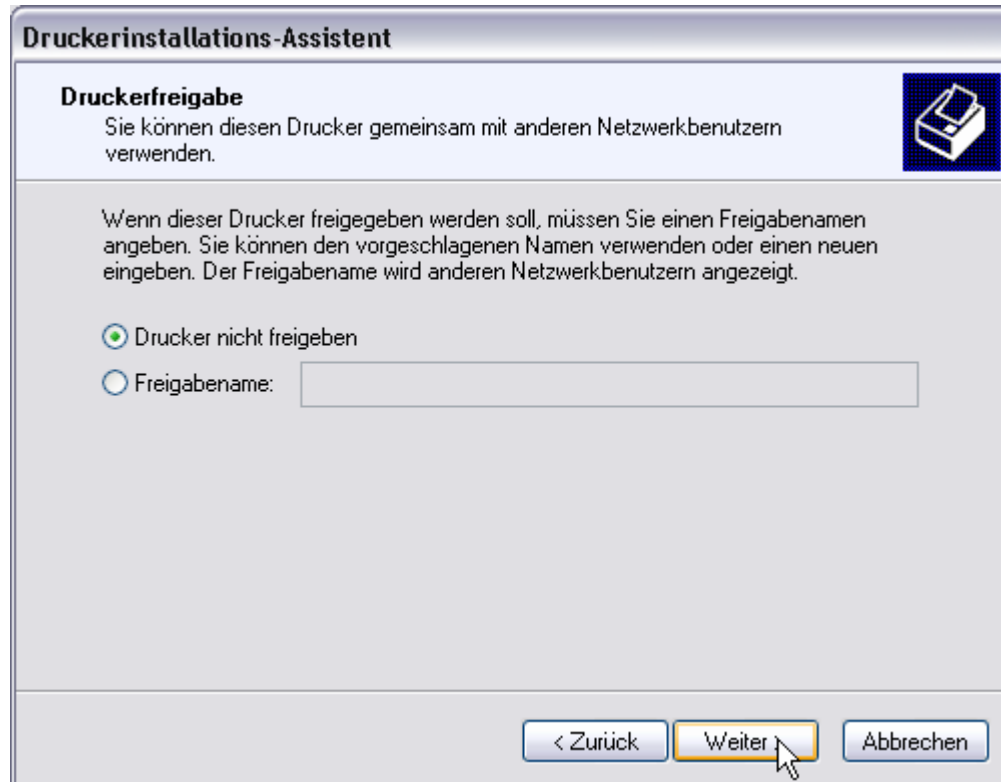 Druckerinstallations-Assistent
Druckerfreigabe
Sie können diesen Drucker gemeinsam mit anderen Netzwerkbenutzern
verwenden.
Wenn dieser Drucker freigegeben werden soll, müssen Sie einen Freigabenamen
angeben. Sie können den vorgeschlagenen Namen verwenden oder einen neuen
eingeben. Der Freigabename wird anderen Netzwerkbenutzern angezeigt.
Drucker nicht freigeben
Freigabename:
< Zurück Weiter > Abbrechen